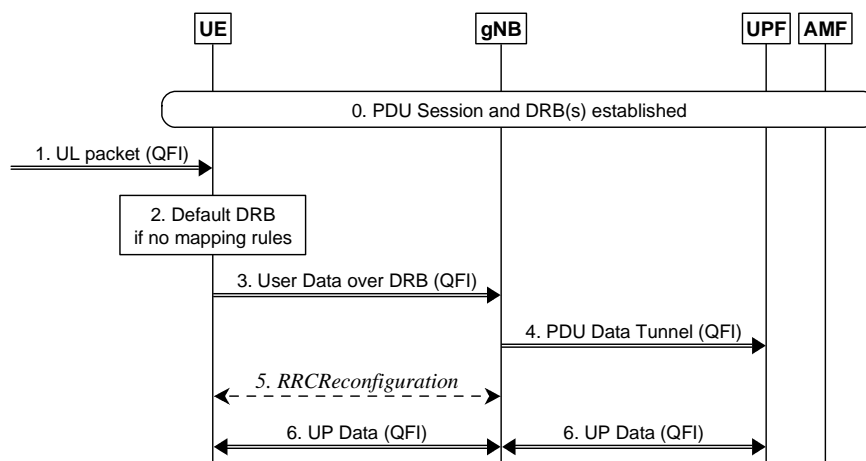 UE
gNB
UPF
AMF
0. PDU Session and DRB(s) established
1. UL packet (QFI)
2. Default DRB
if no mapping rules
3. User Data over DRB (QFI)
4. PDU Data Tunnel (QFI)
5. RRCReconfiguration
6. UP Data (QFI)
6. UP Data (QFI)